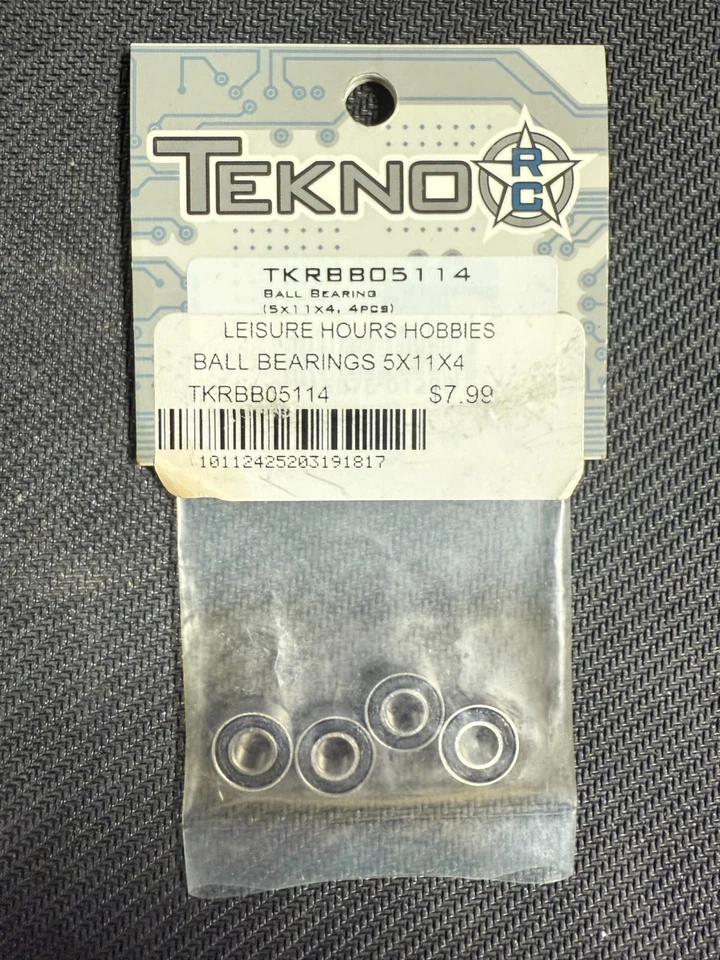 TEKNO RC
TKRBB05114
BALL BEARING
(5x11x4, 4pcs)
LEISURE HOURS HOBBIES
BALL BEARINGS 5X11X4
TKRBB05114 $7.99
10112425203191817